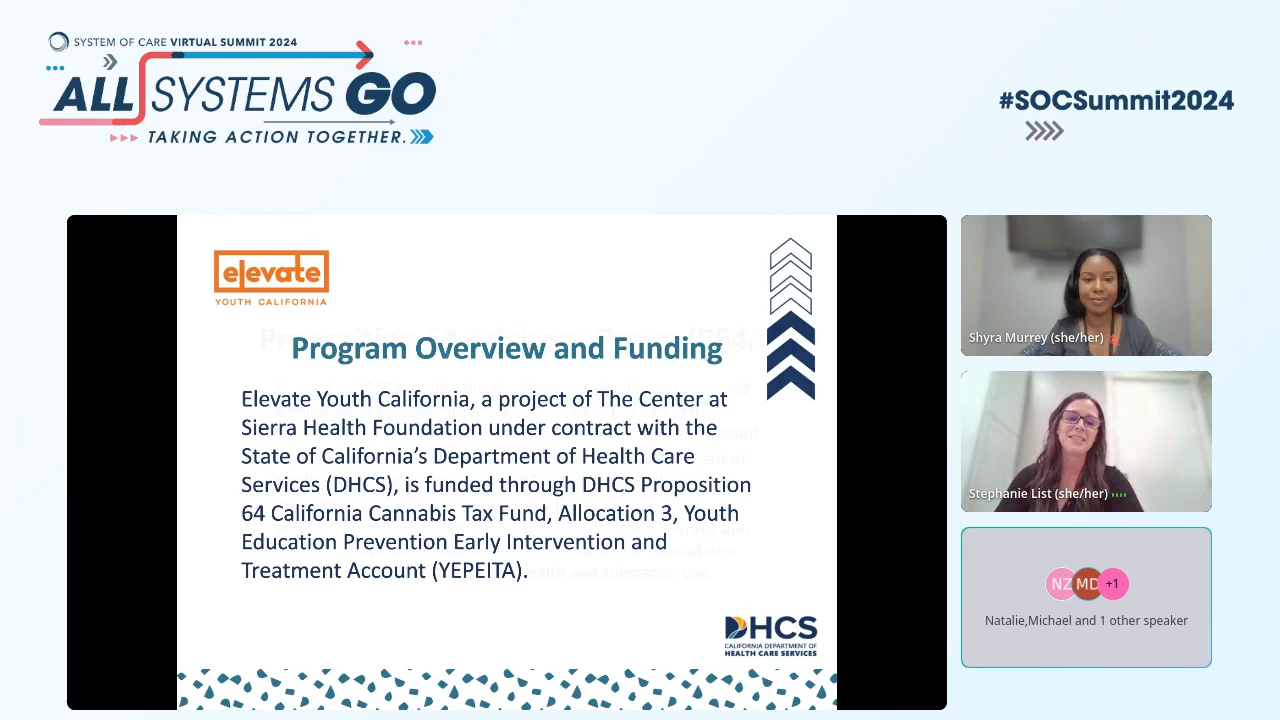 SYSTEM OF CARE VIRTUAL SUMMIT 2024
ALL SYSTEMS GO
TAKING ACTION TOGETHER.
#SOCSummit2024
elevate
YOUTH CALIFORNIA
Program Overview and Funding
Elevate Youth California, a project of The Center at
Sierra Health Foundation under contract with the
State of California’s Department of Health Care
Services (DHCS), is funded through DHCS Proposition
64 California Cannabis Tax Fund, Allocation 3, Youth
Education Prevention Early Intervention and
Treatment Account (YEPEITA).
DHCS
CALIFORNIA DEPARTMENT OF
HEALTH CARE SERVICES
Shyra Murrey (she/her)
Stephanie List (she/her)
NZ MD +1
Natalie,Michael and 1 other speaker